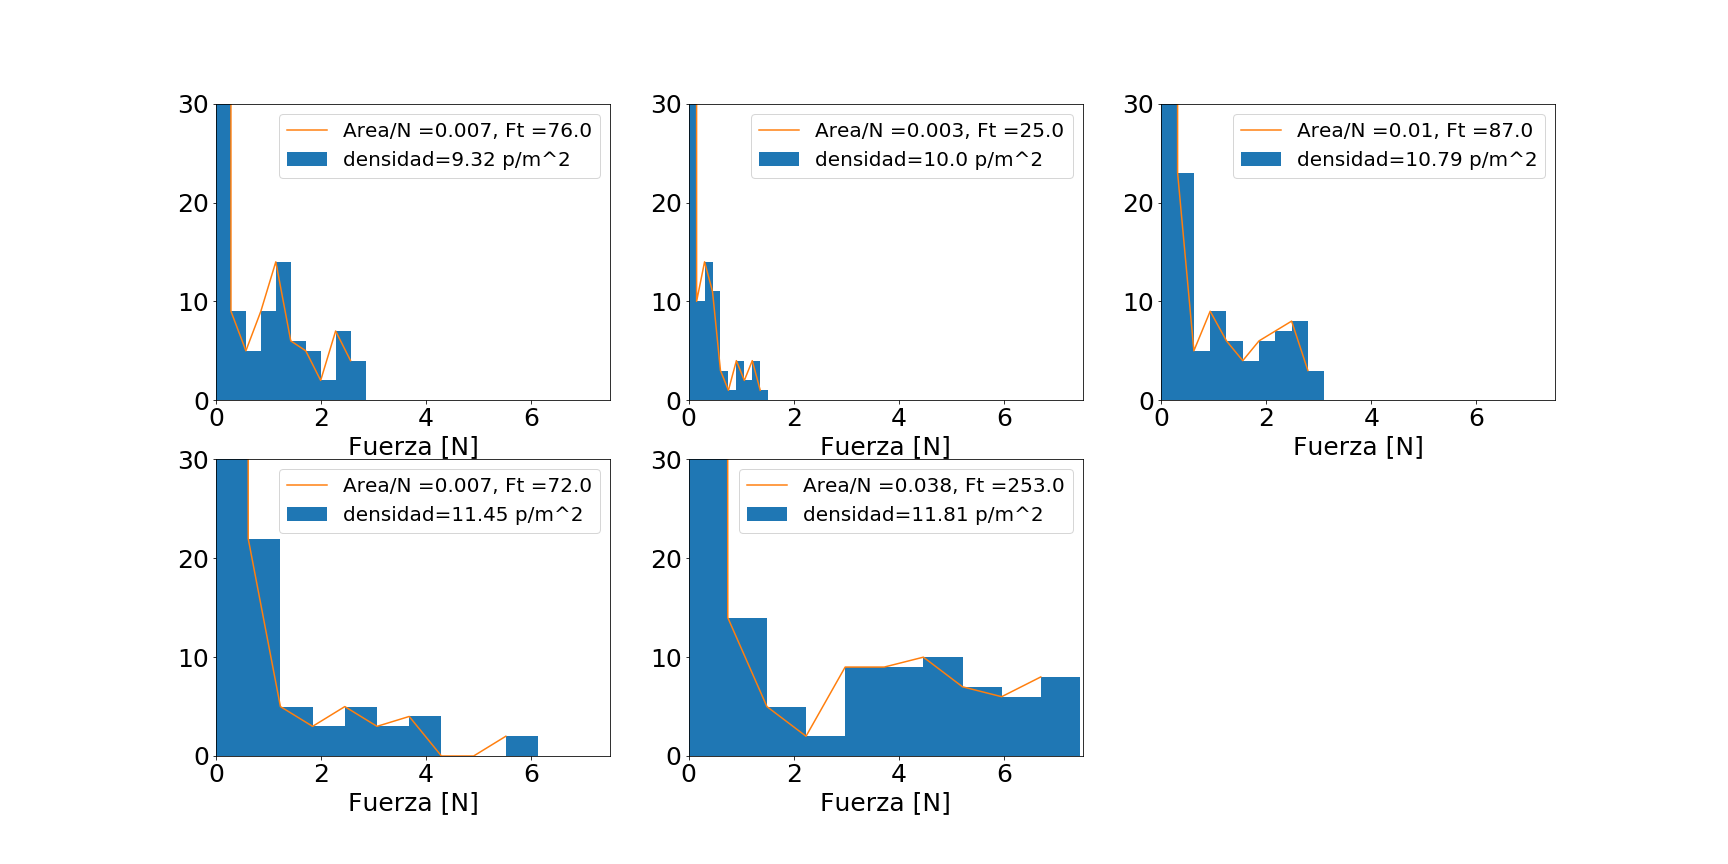 30
20
10
0
0 2 4 6
Fuerza [N]
Area/N =0.007, Ft =76.0
densidad=9.32 p/m^2
30
20
10
0
0 2 4 6
Fuerza [N]
Area/N =0.003, Ft =25.0
densidad=10.0 p/m^2
30
20
10
0
0 2 4 6
Fuerza [N]
Area/N =0.01, Ft =87.0
densidad=10.79 p/m^2
30
20
10
0
0 2 4 6
Fuerza [N]
Area/N =0.007, Ft =72.0
densidad=11.45 p/m^2
30
20
10
0
0 2 4 6
Fuerza [N]
Area/N =0.038, Ft =253.0
densidad=11.81 p/m^2